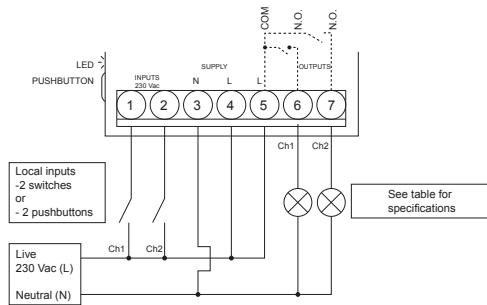 COM
N.O.
N.O.
LED
PUSHBUTTON
INPUTS
230 Vac
SUPPLY
N
L
L
OUTPUTS
1
2
3
4
5
6
7
Ch1
Ch2
Local inputs
-2 switches
or
- 2 pushbuttons
See table for
specifications
Ch1
Ch2
Live
230 Vac (L)
Neutral (N)